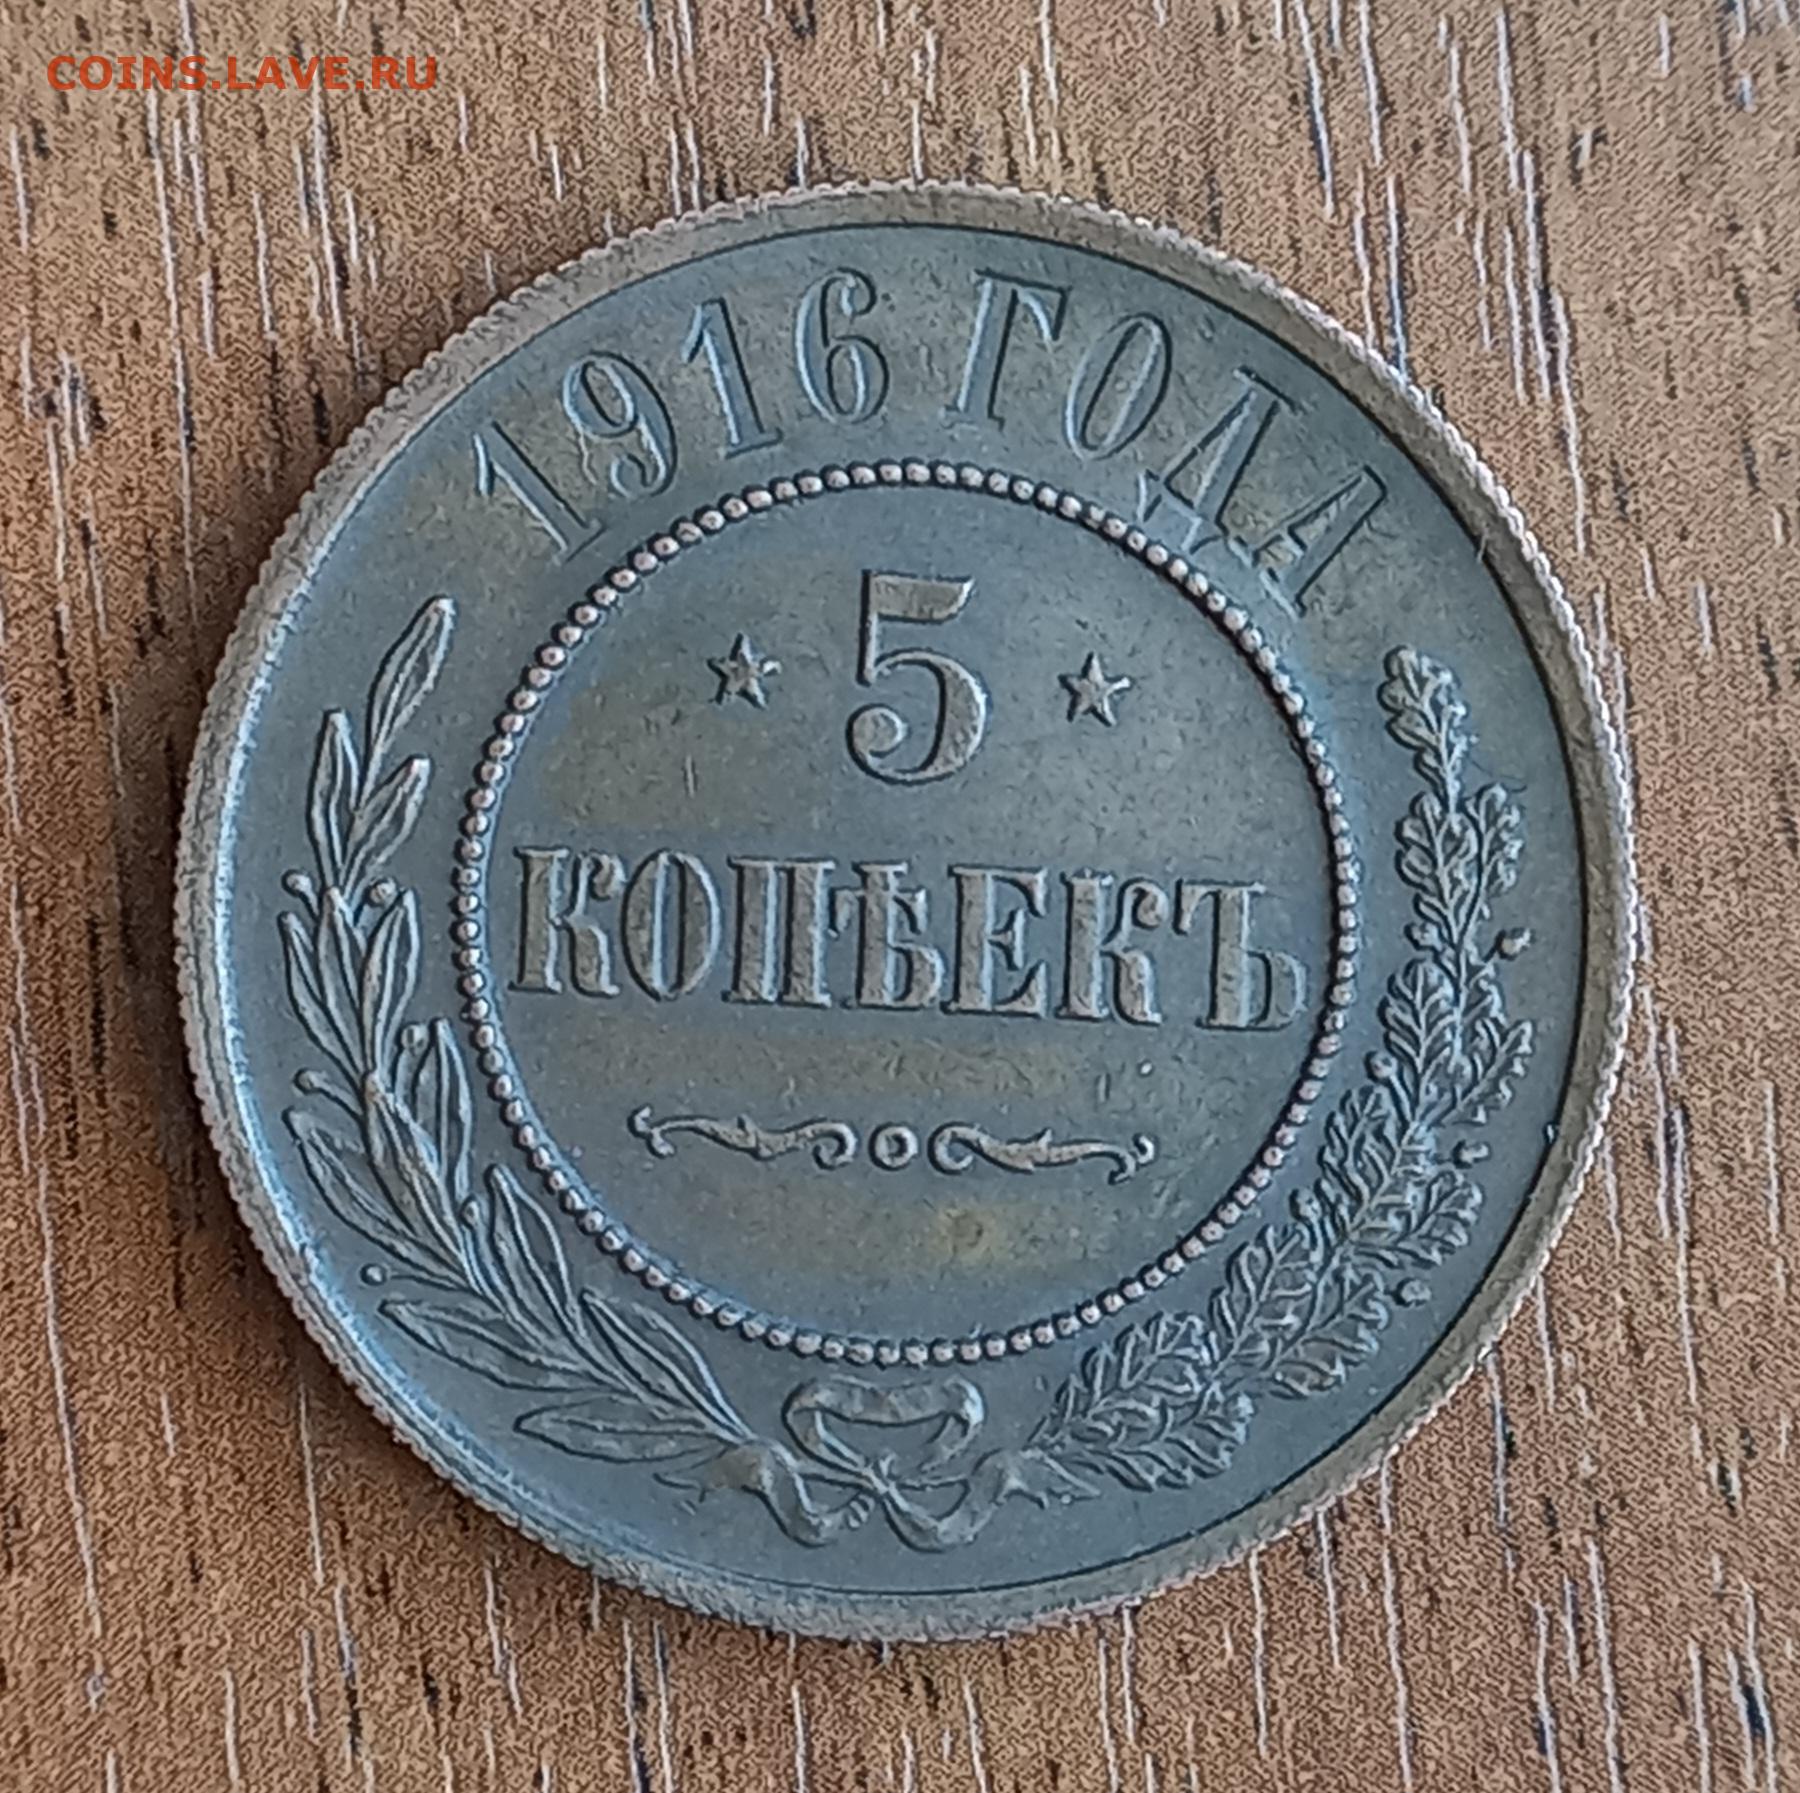 COINS.LAVE.RU
1916 ГОДА
5
КОПѢЕКЪ